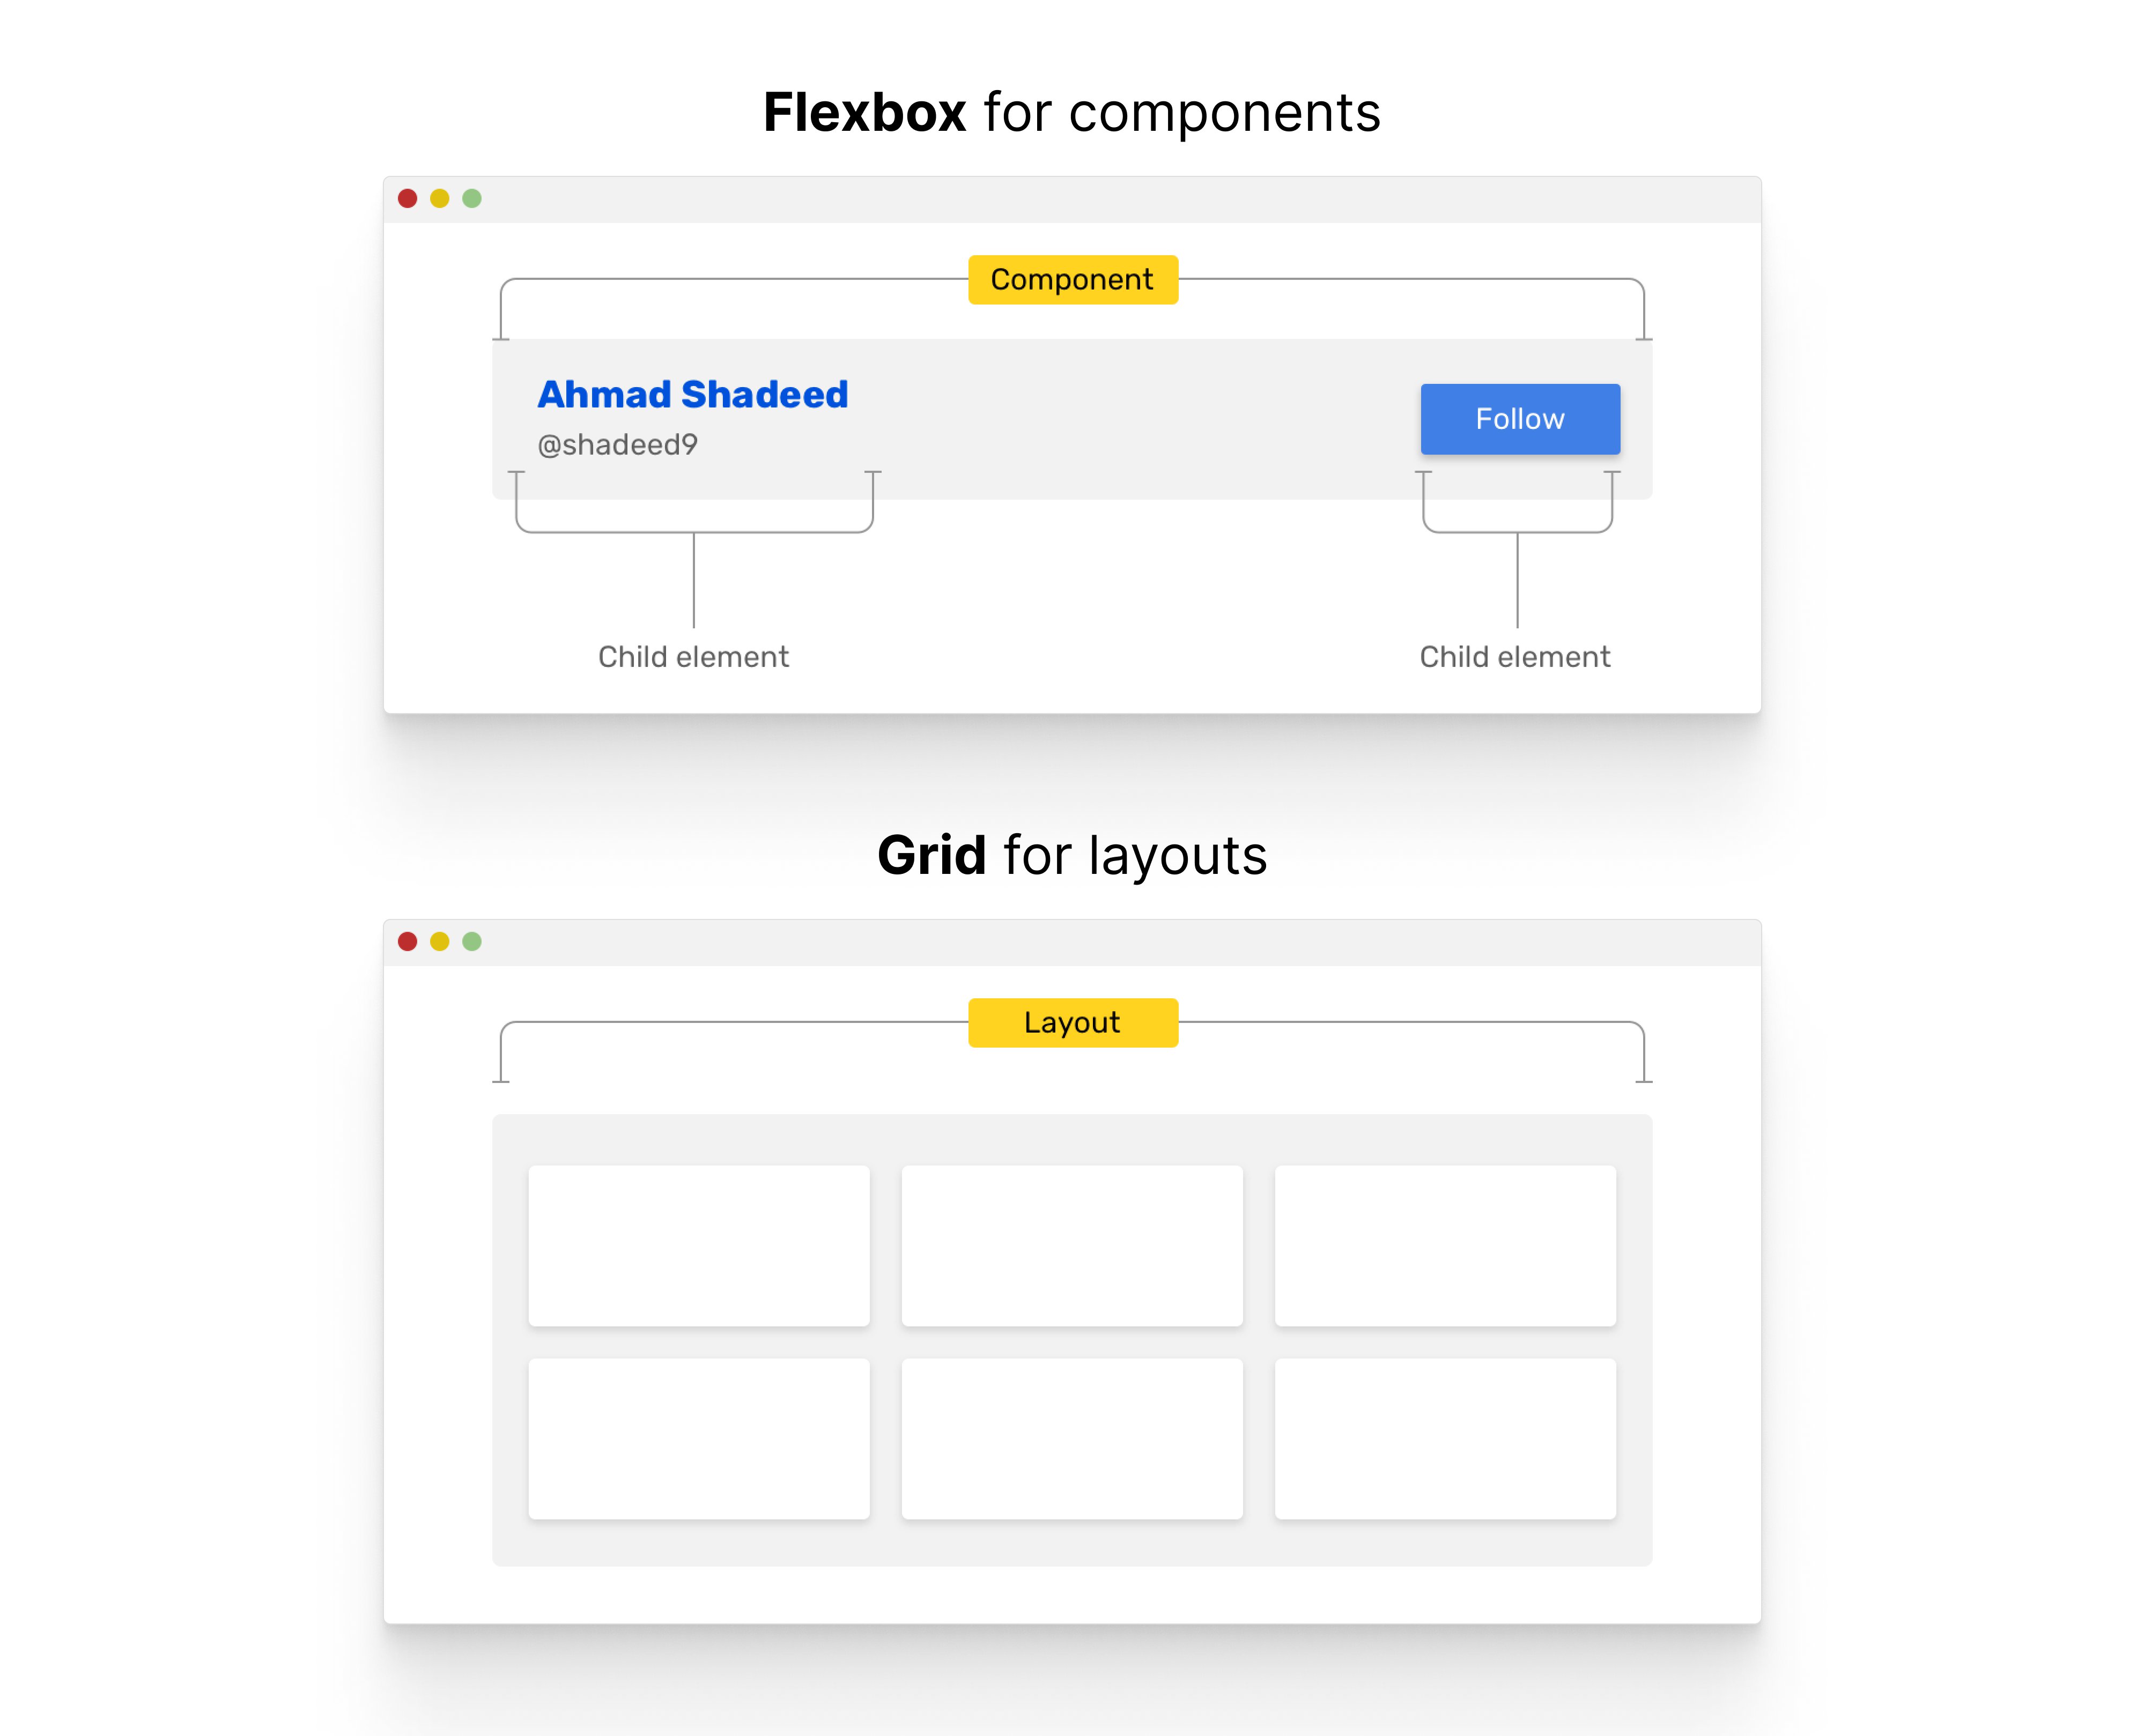 Flexbox for components
Component
Ahmad Shadeed
@shadeed9
Follow
Child element
Child element
Grid for layouts
Layout